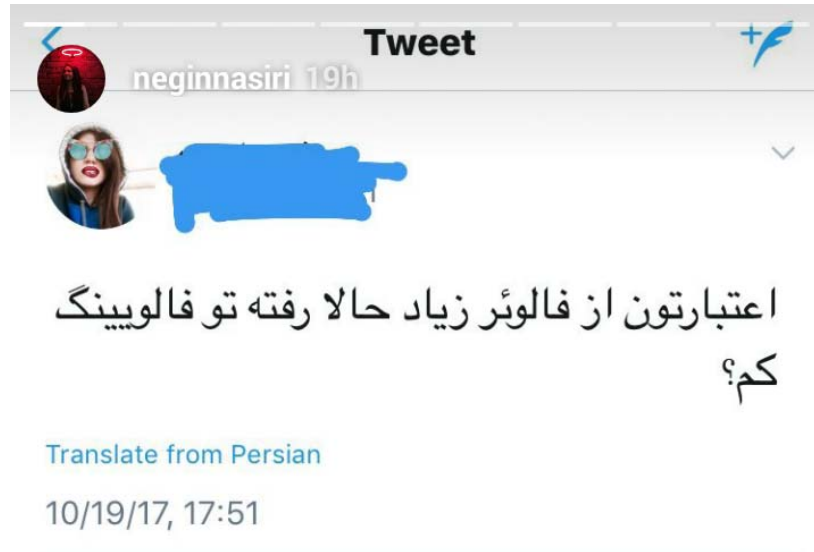 Tweet
neginnasiri 19h
اعتبارتون از فالوئر زیاد حالا رفته تو فالویینگ
کم؟
Translate from Persian
10/19/17, 17:51